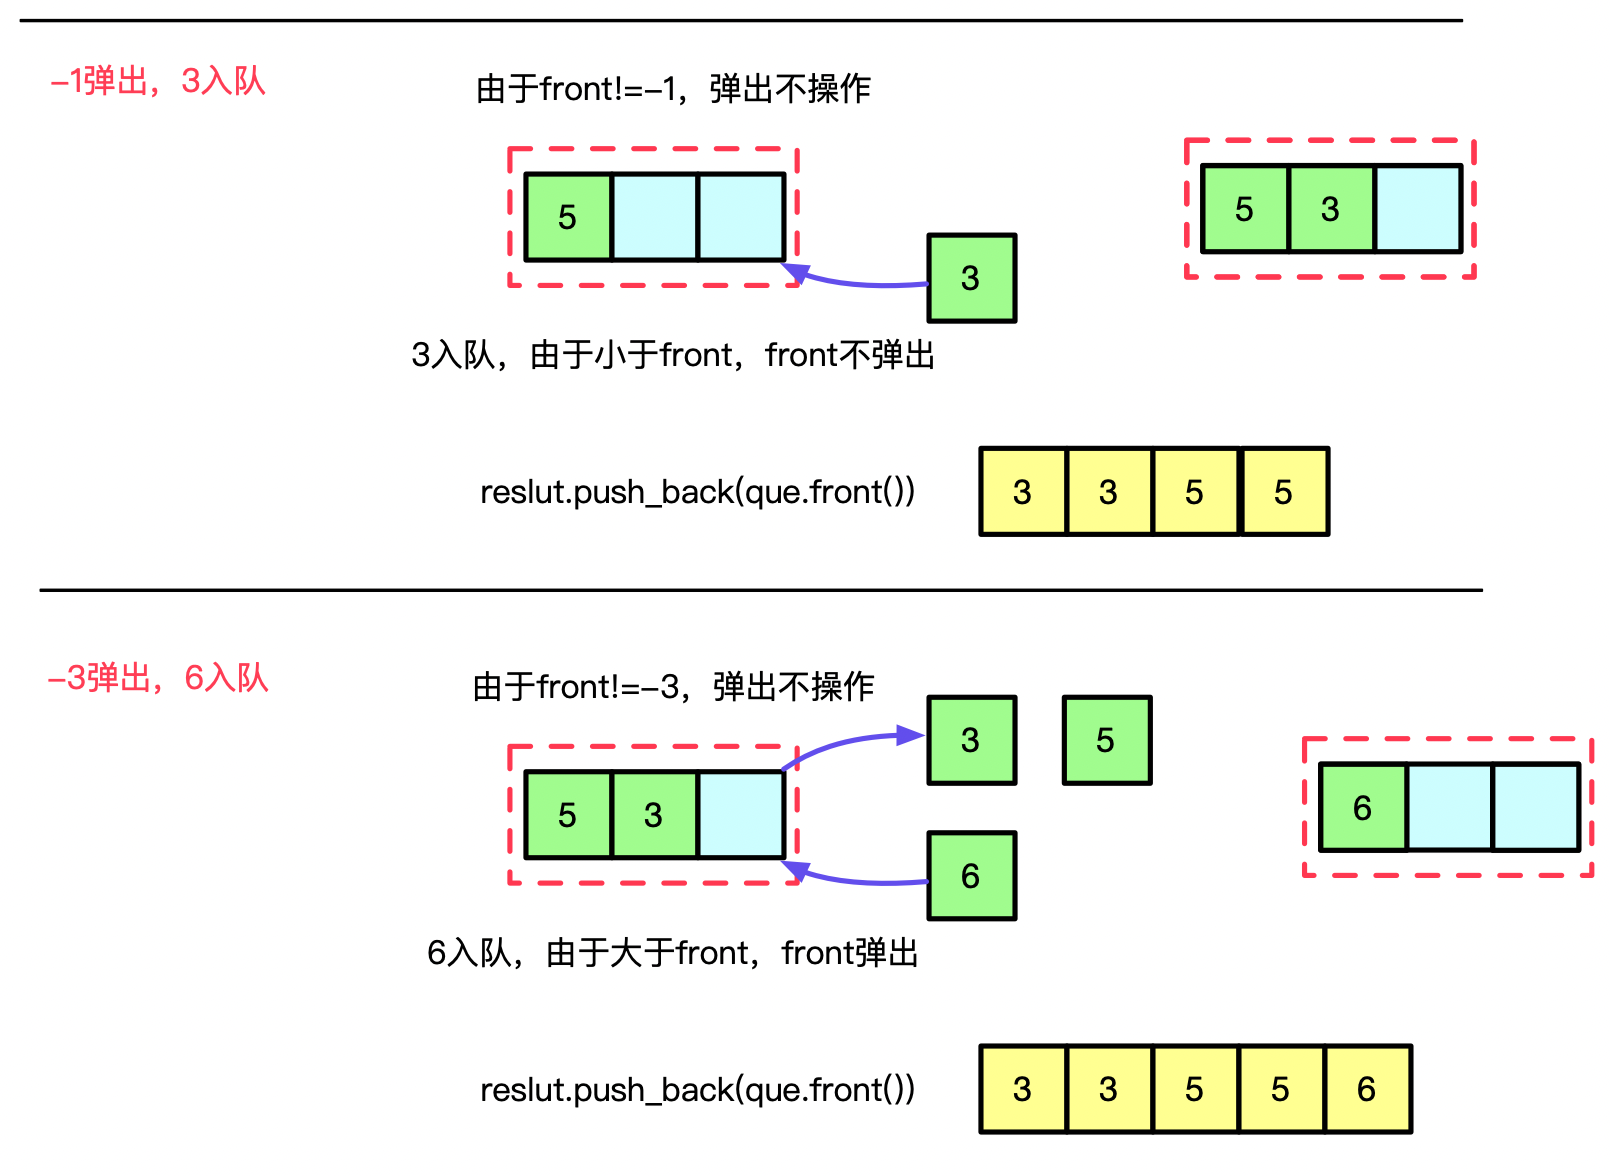 -1弹出，3入队
由于front!=-1，弹出不操作
5
5 3
3
3入队，由于小于front，front不弹出
reslut.push_back(que.front())
3 3 5 5
-3弹出，6入队
由于front!=-3，弹出不操作
3 5
5 3
6
6
6入队，由于大于front，front弹出
reslut.push_back(que.front())
3 3 5 5 6